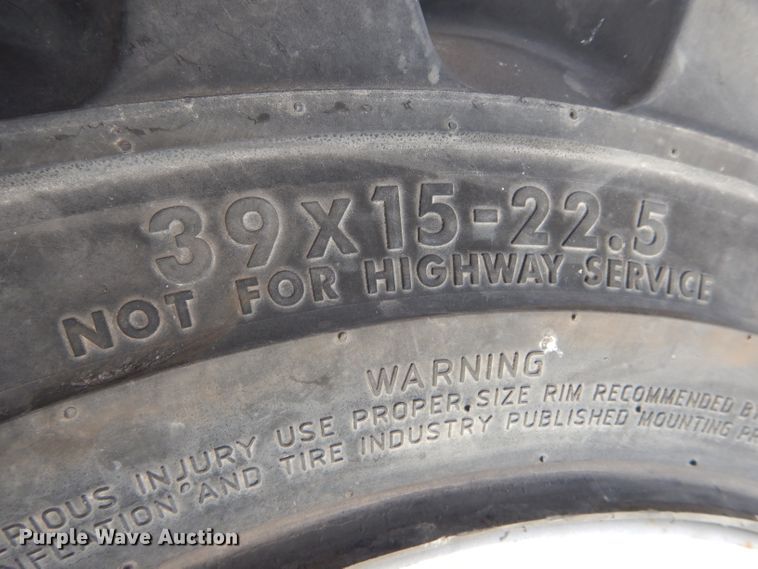 39X15-22.5
NOT FOR HIGHWAY SERVICE
WARNING
INJURY USE PROPER SIZE RIM RECOMMENDED
AND TIRE INDUSTRY PUBLISHED MOUNTING
Purple Wave Auction